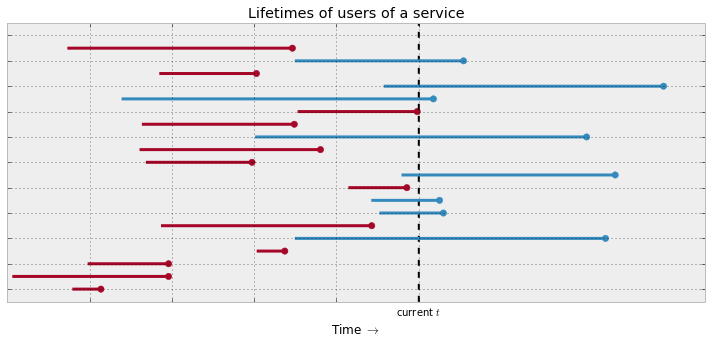 Lifetimes of users of a service
current t
Time →